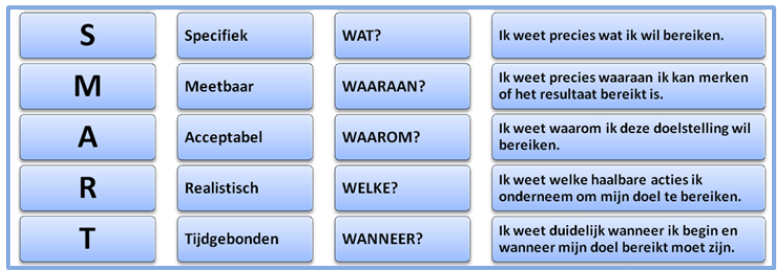 S Specifiek WAT? Ik weet precies wat ik wil bereiken.
M Meetbaar WAARAAN? Ik weet precies waaraan ik kan merken
of het resultaat bereikt is.
A Acceptabel WAAROM? Ik weet waarom ik deze doelstelling wil
bereiken.
R Realistisch WELKE? Ik weet welke haalbare acties ik
onderneem om mijn doel te bereiken.
T Tijdgebonden WANNEER? Ik weet duidelijk wanneer ik begin en
wanneer mijn doel bereikt moet zijn.